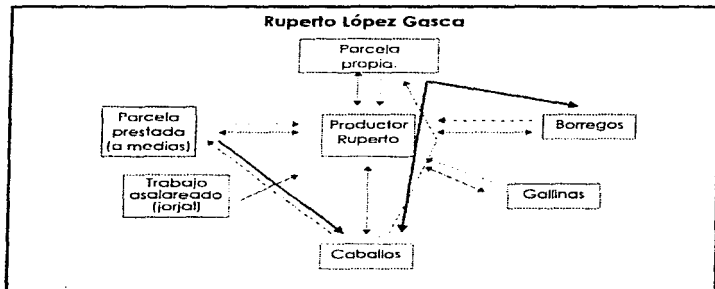 Ruperto López Gasca
Parcela
propia.
Parcela
prestada
(a medias)
Productor
Ruperto
Borregos
Trabajo
asalareado
(jorjal)
Gallinas
Caballos